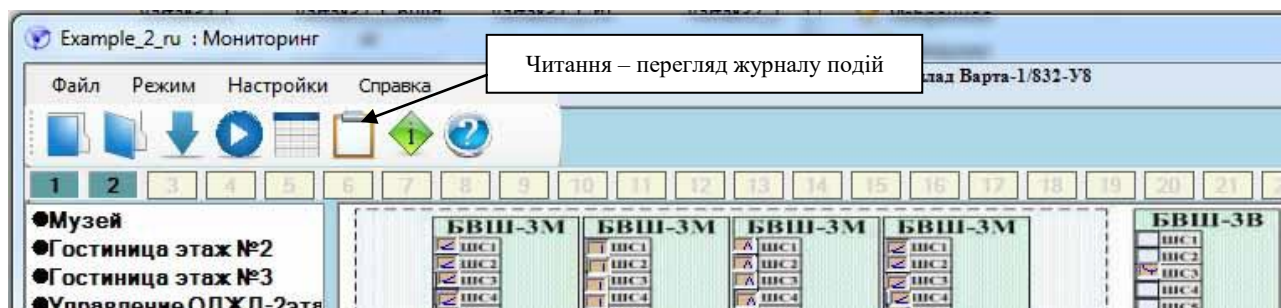 Example_2_ru : Мониторинг
Читання – перегляд журналу подій
лад Варта-1/832-У8
Файл Режим Настройки Справка
1 2 3 4 5 6 7 8 9 10 11 12 13 14 15 16 17 18 19 20 21
●Музей
●Гостиница этаж №2
●Гостиница этаж №3
БВШ-3М БВШ-3М БВШ-3М БВШ-3М БВШ-3В
ШС1 ШС1 ШС1 ШС1 ШС1
ШС2 ШС2 ШС2 ШС2 ШС2
ШС3 ШС3 ШС3 ШС3 ШС3
ШС4 ШС4 ШС4 ШС4 ШС4